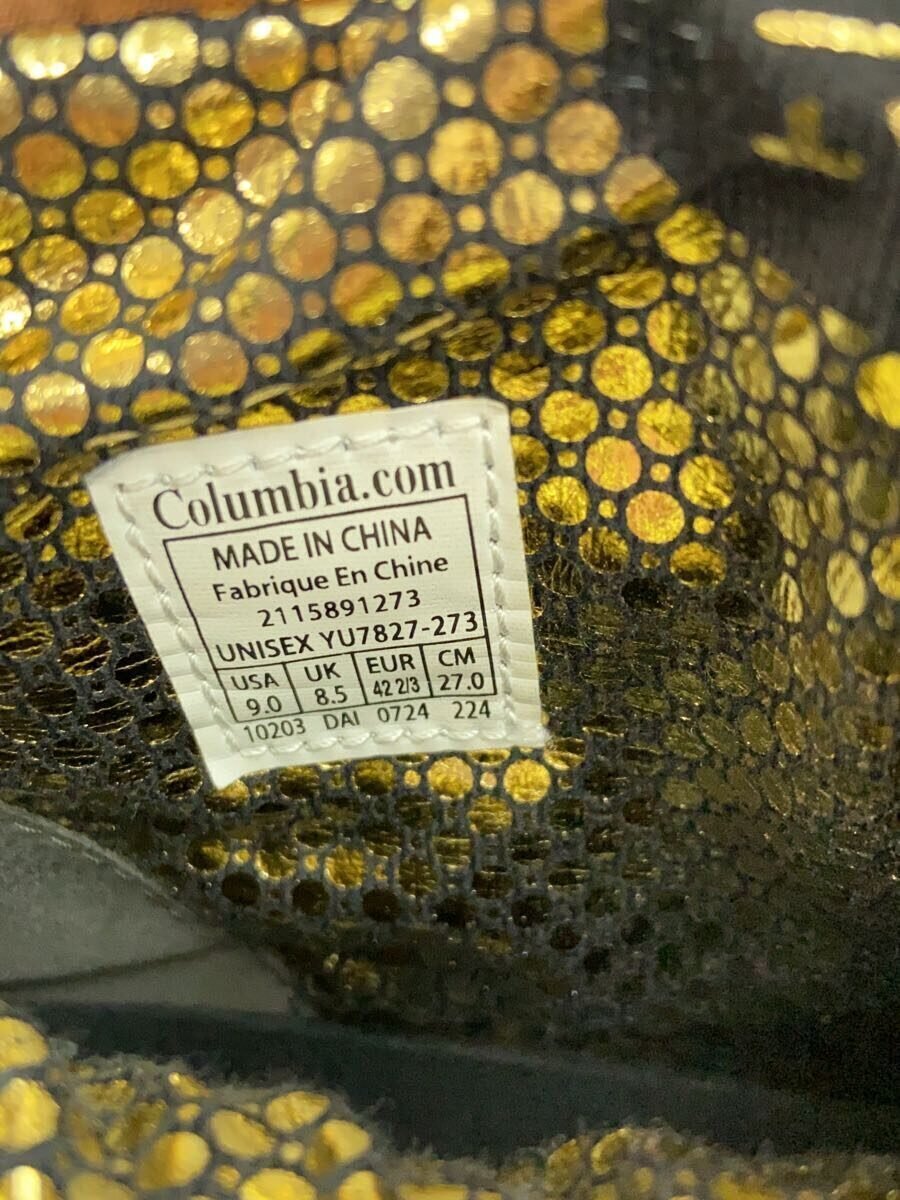 Columbia.com
MADE IN CHINA
Fabrique En Chine
2115891273
UNISEX YU7827-273
USA UK EUR CM
9.0 8.5 42 2/3 27.0
10203 DAI 0724 224